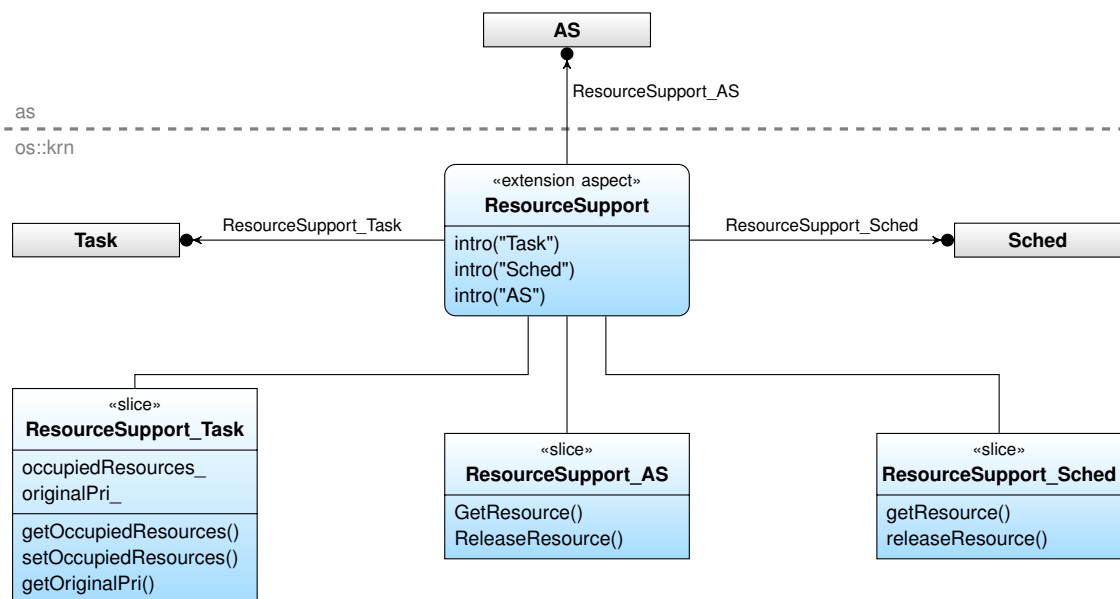 AS
ResourceSupport_AS
as
os::krn
«extension aspect»
ResourceSupport
intro("Task")
intro("Sched")
intro("AS")
Task
ResourceSupport_Task
ResourceSupport_Sched
Sched
«slice»
ResourceSupport_Task
occupiedResources_
originalPri_
getOccupiedResources()
setOccupiedResources()
getOriginalPri()
«slice»
ResourceSupport_AS
GetResource()
ReleaseResource()
«slice»
ResourceSupport_Sched
getResource()
releaseResource()